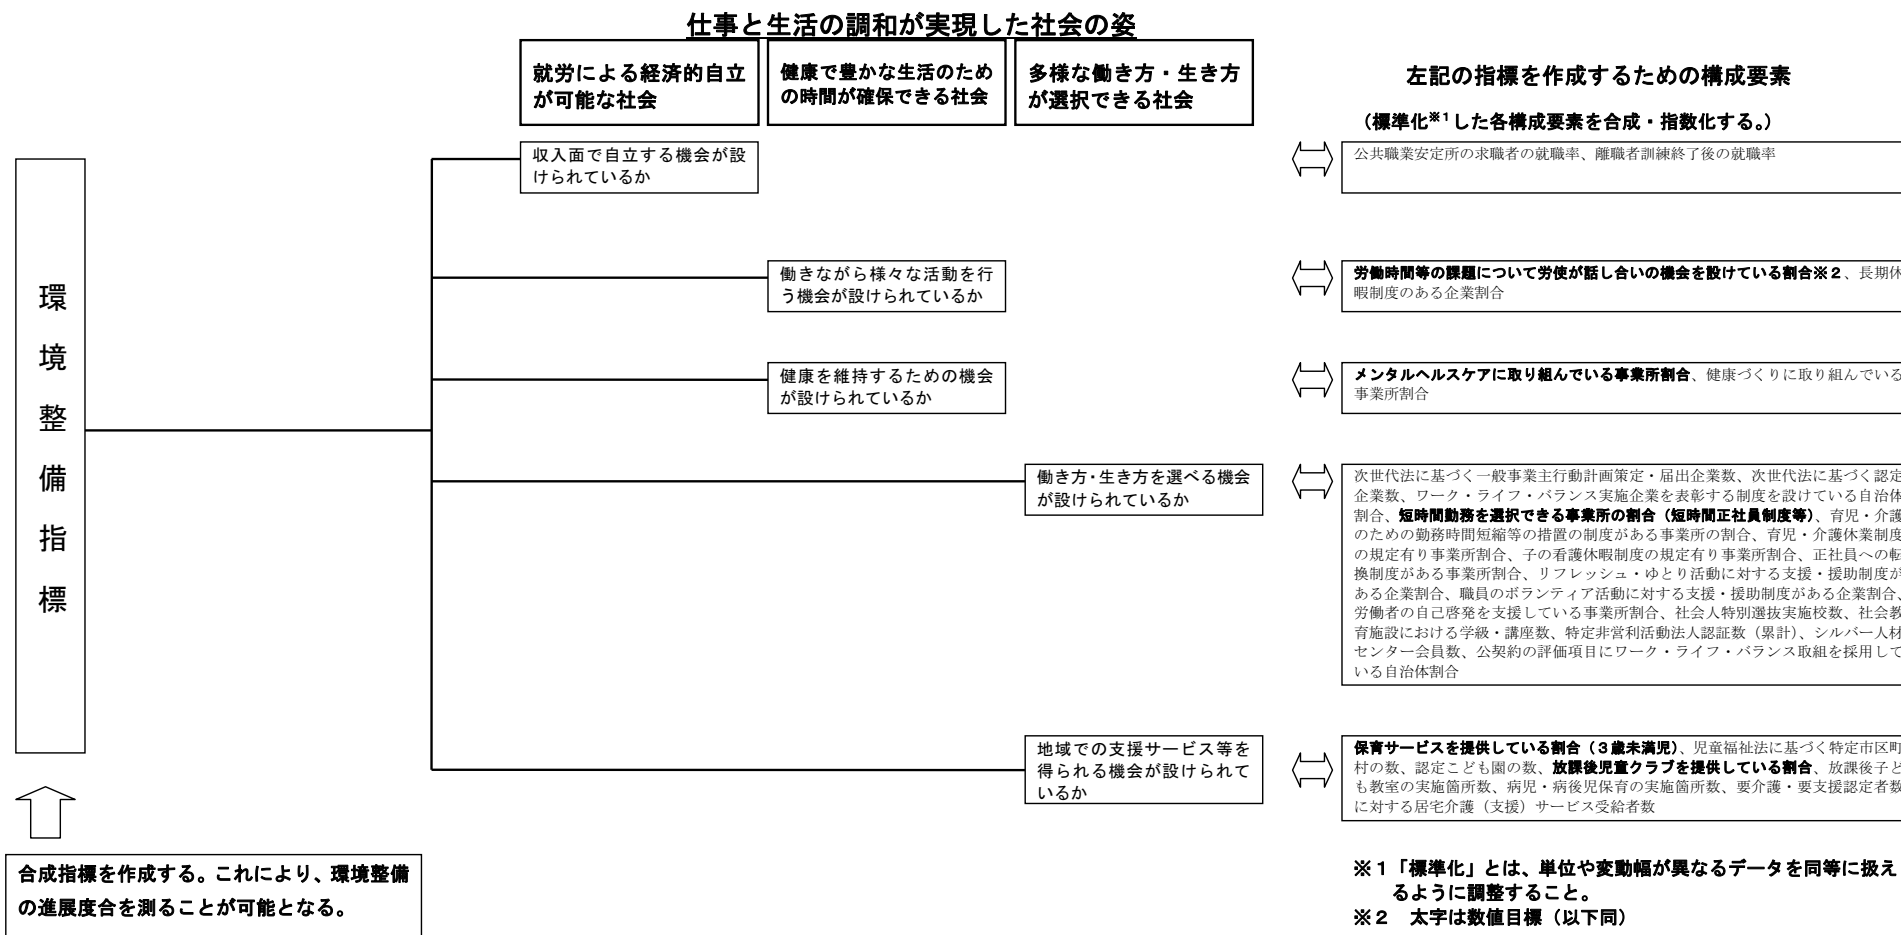 仕事と生活の調和が実現した社会の姿
就労による経済的自立
が可能な社会
健康で豊かな生活のため
の時間が確保できる社会
多様な働き方・生き方
が選択できる社会
左記の指標を作成するための構成要素
（標準化※1した各構成要素を合成・指数化する。）
環境整備指標
収入面で自立する機会が設
けられているか
公共職業安定所の求職者の就職率、離職者訓練終了後の就職率
働きながら様々な活動を行
う機会が設けられているか
労働時間等の課題について労使が話し合いの機会を設けている割合※２、長期休
暇制度のある企業割合
健康を維持するための機会
が設けられているか
メンタルヘルスケアに取り組んでいる事業所割合、健康づくりに取り組んでいる
事業所割合
働き方・生き方を選べる機会
が設けられているか
次世代法に基づく一般事業主行動計画策定・届出企業数、次世代法に基づく認定
企業数、ワーク・ライフ・バランス実施企業を表彰する制度を設けている自治体
割合、短時間勤務を選択できる事業所の割合（短時間正社員制度等）、育児・介護
のための勤務時間短縮等の措置の制度がある事業所の割合、育児・介護休業制度
の規定有り事業所割合、子の看護休暇制度の規定有り事業所割合、正社員への転
換制度がある事業所割合、リフレッシュ・ゆとり活動に対する支援・援助制度が
ある企業割合、職員のボランティア活動に対する支援・援助制度がある企業割合、
労働者の自己啓発を支援している事業所割合、社会人特別選抜実施校数、社会教
育施設における学級・講座数、特定非営利活動法人認証数（累計）、シルバー人材
センター会員数、公契約の評価項目にワーク・ライフ・バランス取組を採用して
いる自治体割合
地域での支援サービス等を
得られる機会が設けられて
いるか
保育サービスを提供している割合（３歳未満児）、児童福祉法に基づく特定市区町
村の数、認定こども園の数、放課後児童クラブを提供している割合、放課後子ど
も教室の実施箇所数、病児・病後児保育の実施箇所数、要介護・要支援認定者数
に対する居宅介護（支援）サービス受給者数
合成指標を作成する。これにより、環境整備
の進展度合を測ることが可能となる。
※１「標準化」とは、単位や変動幅が異なるデータを同等に扱え
るように調整すること。
※２　太字は数値目標（以下同）